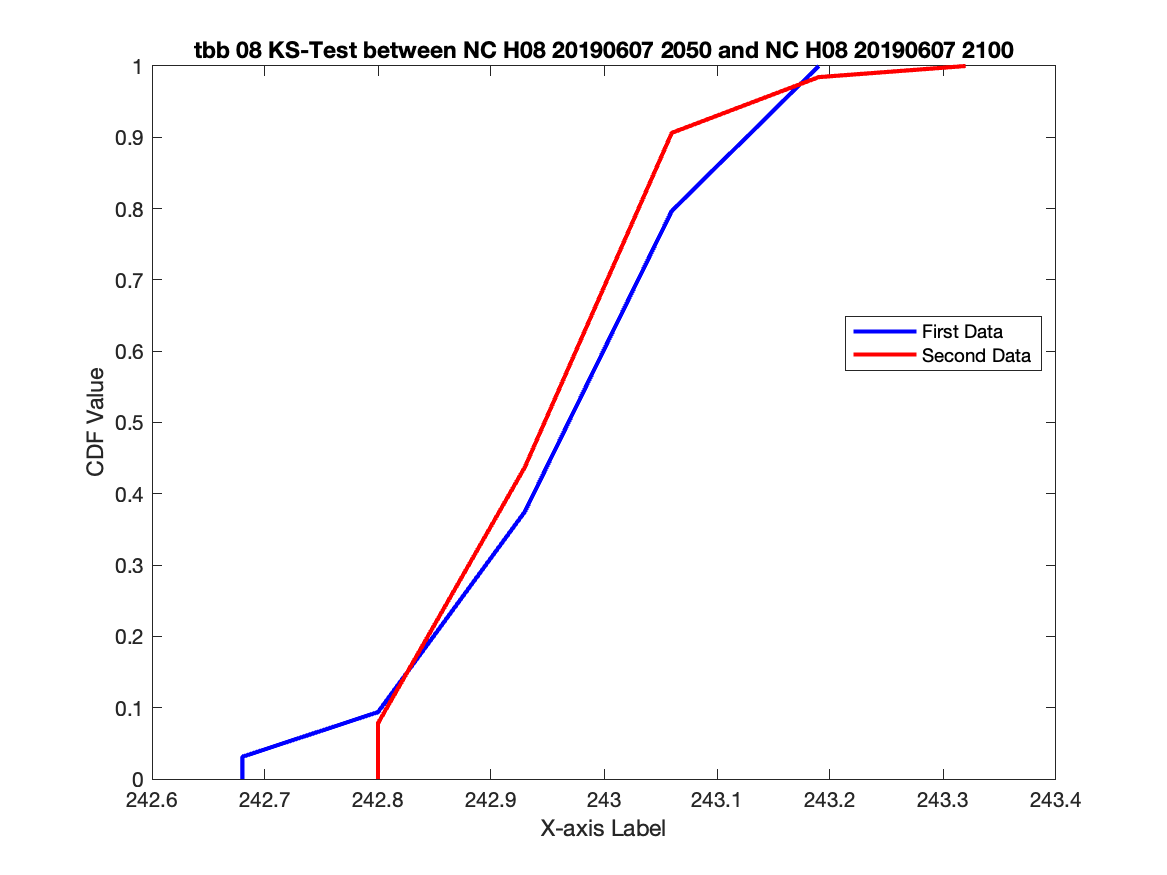 tbb 08 KS-Test between NC H08 20190607 2050 and NC H08 20190607 2100
1
0.9
0.8
0.7
0.6
0.5
0.4
0.3
0.2
0.1
0
CDF Value
First Data
Second Data
242.6 242.7 242.8 242.9 243 243.1 243.2 243.3 243.4
X-axis Label